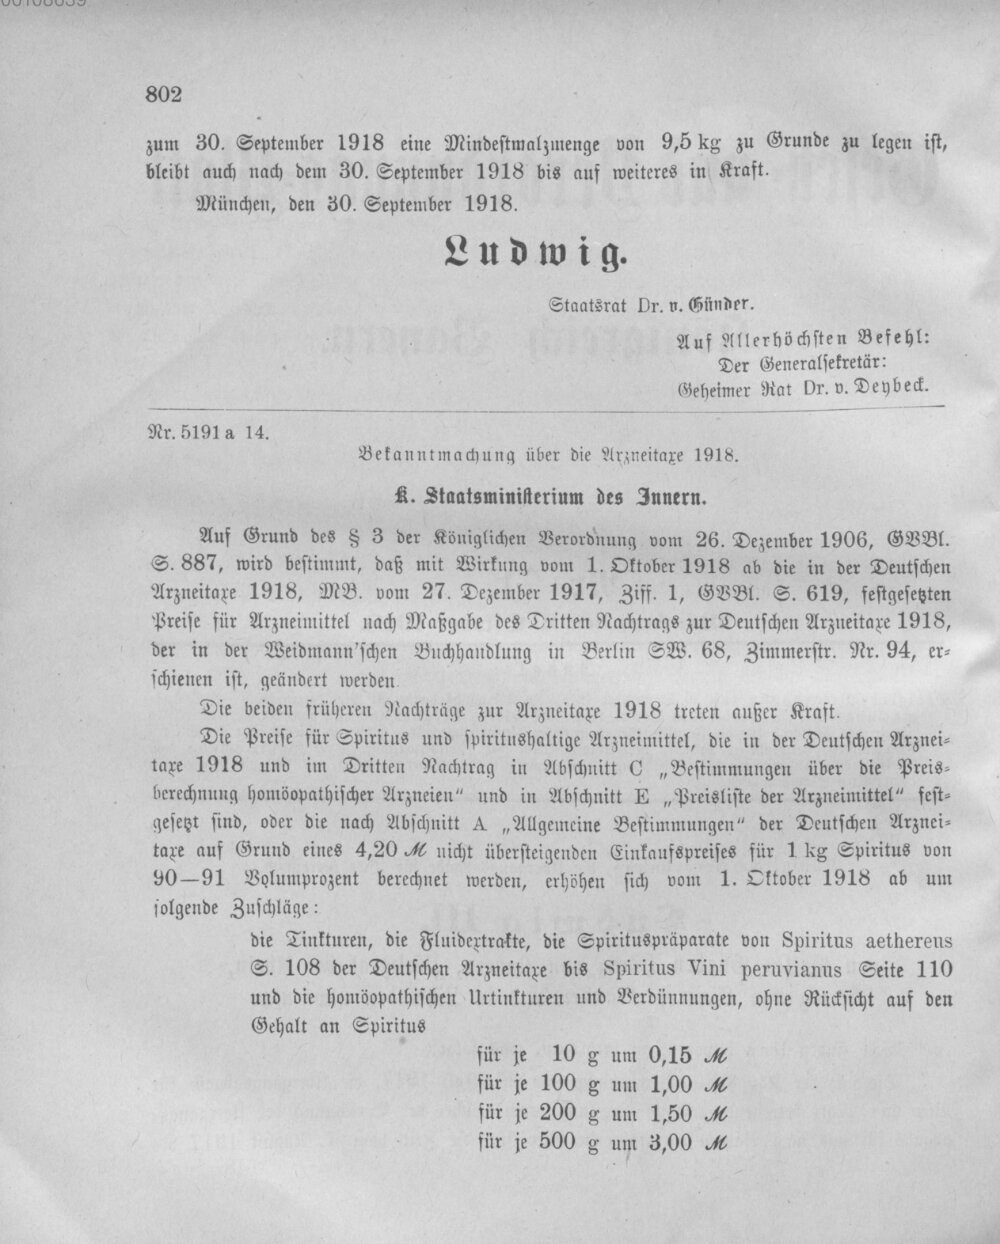 802
zum 30. September 1918 eine Mindestmalzmenge von 9,5 kg zu Grunde zu legen ist,
bleibt auch nach dem 30. September 1918 bis auf weiteres in Kraft.
München, den 30. September 1918.
Ludwig.
Staatsrat Dr. v. Günder.
Auf Allerhöchsten Befehl:
Der Generalsekretär:
Geheimer Rat Dr. v. Deybeck.
Nr. 5191 a 14.
Bekanntmachung über die Arzneitaxe 1918.
K. Staatsministerium des Innern.
Auf Grund des § 3 der Königlichen Verordnung vom 26. Dezember 1906, GVBl.
S. 887, wird bestimmt, daß mit Wirkung vom 1. Oktober 1918 ab die in der Deutschen
Arzneitaxe 1918, MB. vom 27. Dezember 1917, Ziff. 1, GVBl. S. 619, festgesetzten
Preise für Arzneimittel nach Maßgabe des Dritten Nachtrags zur Deutschen Arzneitaxe 1918,
der in der Weidmann'schen Buchhandlung in Berlin SW. 68, Zimmerstr. Nr. 94, er-
schienen ist, geändert werden.
Die beiden früheren Nachträge zur Arzneitaxe 1918 treten außer Kraft.
Die Preise für Spiritus und spiritushaltige Arzneimittel, die in der Deutschen Arznei-
taxe 1918 und im Dritten Nachtrag in Abschnitt C „Bestimmungen über die Preis-
berechnung homöopathischer Arzneien" und in Abschnitt E „Preisliste der Arzneimittel" fest-
gesetzt sind, oder die nach Abschnitt A „Allgemeine Bestimmungen" der Deutschen Arznei-
taxe auf Grund eines 4,20 ℳ nicht übersteigenden Einkaufspreises für 1 kg Spiritus von
90—91 Volumprozent berechnet werden, erhöhen sich vom 1. Oktober 1918 ab um
folgende Zuschläge:
die Tinkturen, die Fluidextrakte, die Spirituspräparate von Spiritus aethereus
S. 108 der Deutschen Arzneitaxe bis Spiritus Vini peruvianus Seite 110
und die homöopathischen Urtinkturen und Verdünnungen, ohne Rücksicht auf den
Gehalt an Spiritus
für je 10 g um 0,15 ℳ
für je 100 g um 1,00 ℳ
für je 200 g um 1,50 ℳ
für je 500 g um 3,00 ℳ